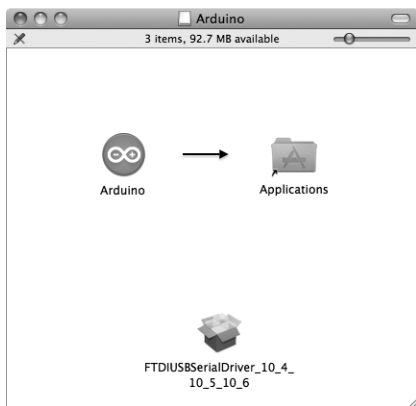 Arduino
3 items, 92.7 MB available
Arduino
Applications
FTDIUSBSerialDriver_10_4_
10_5_10_6